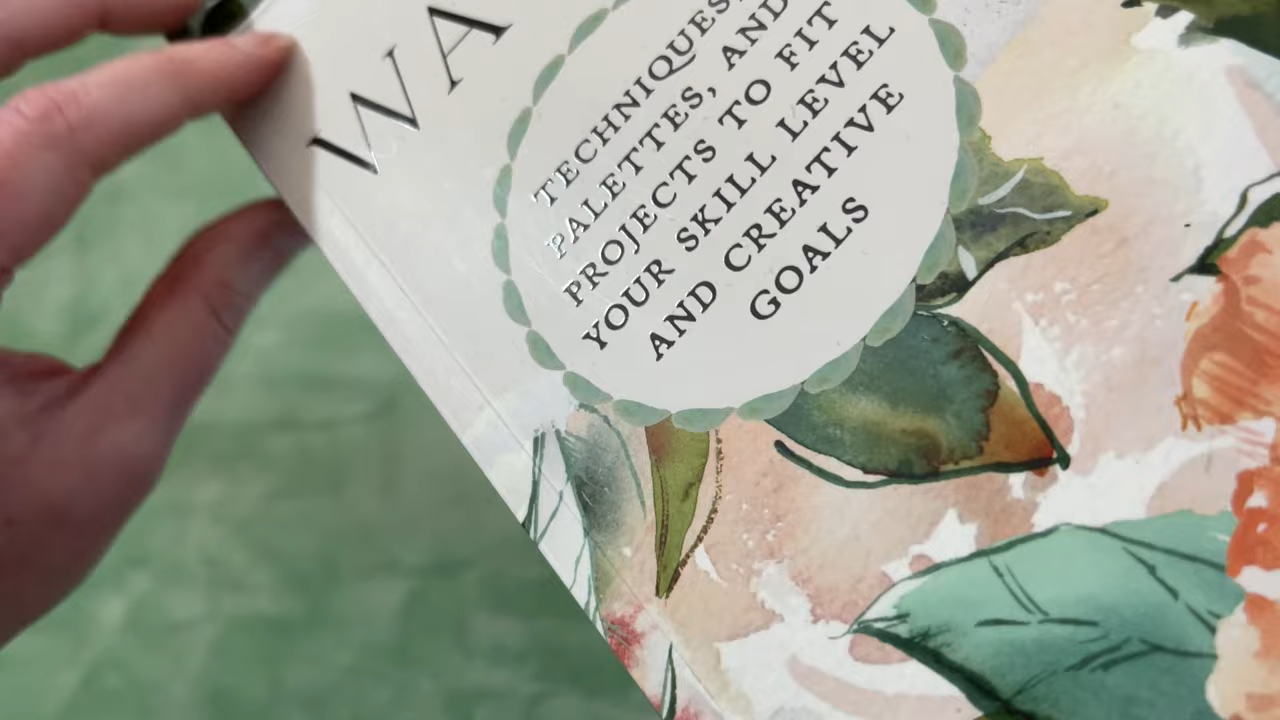 WA
TECHNIQUES,
PALETTES, AND
PROJECTS TO FIT
YOUR SKILL LEVEL
AND CREATIVE
GOALS